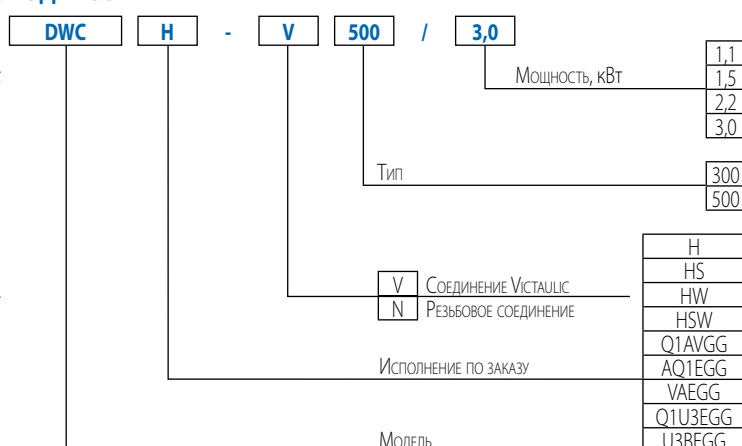 DWC H - V 500 / 3,0
Мощность, кВт
1,1
1,5
2,2
3,0
Тип
300
500
V Соединение Victaulic
N Резьбовое соединение
Исполнение по заказу
H
HS
HW
HSW
Q1AVGG
AQ1EGG
VAEGG
Q1U3EGG
U3BEGG
Модель